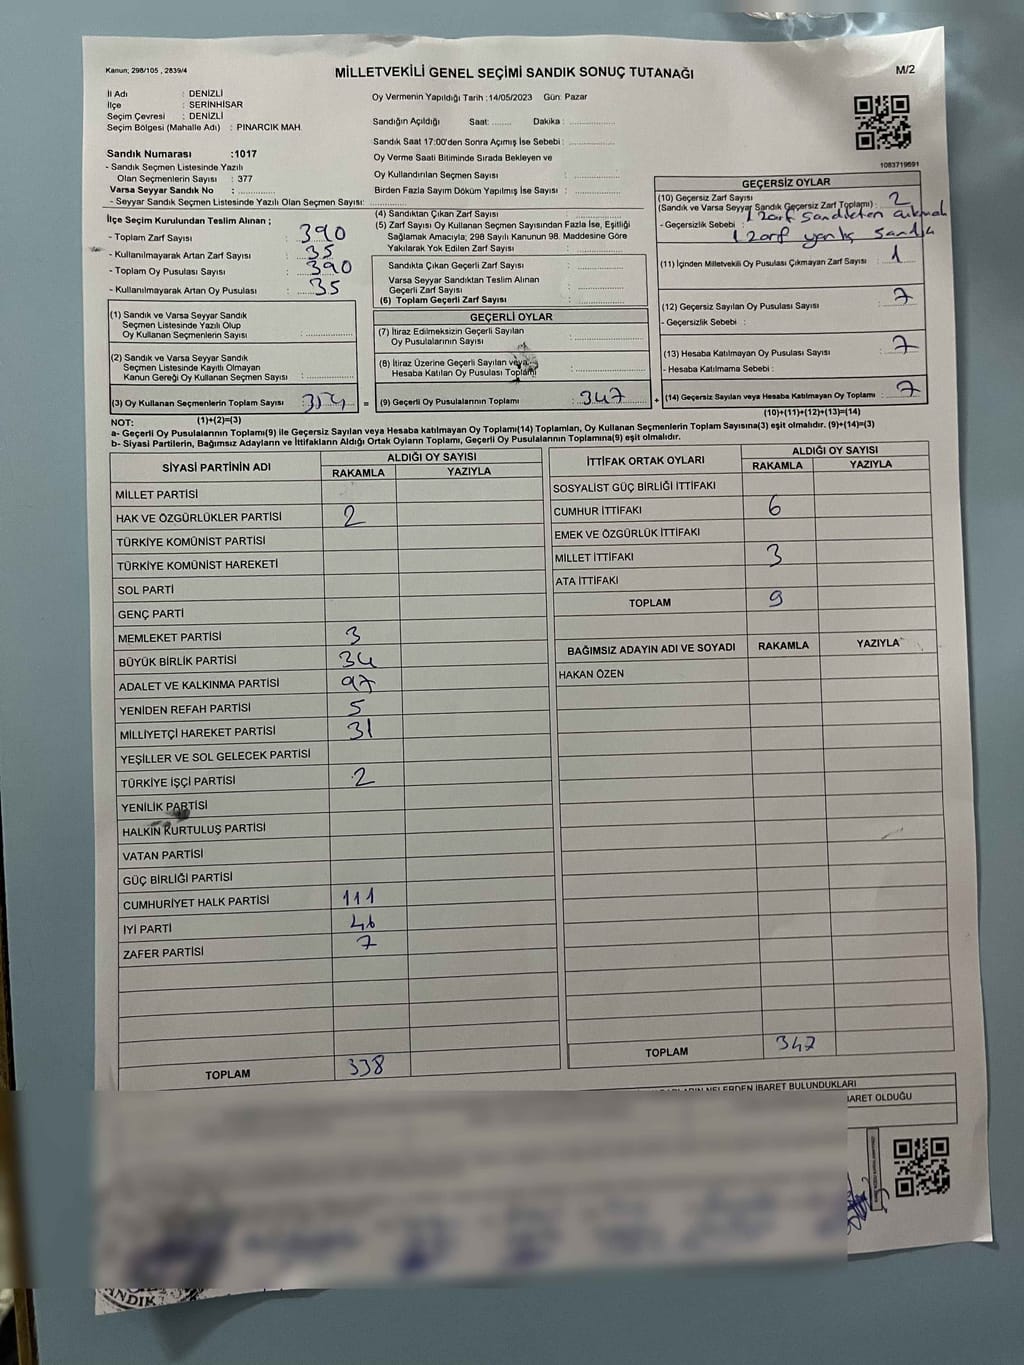 Kanun; 298/105 , 2839/4
MİLLETVEKİLİ GENEL SEÇİMİ SANDIK SONUÇ TUTANAĞI
M/2
İl Adı : DENİZLİ
İlçe : SERİNHİSAR
Seçim Çevresi : DENİZLİ
Seçim Bölgesi (Mahalle Adı) : PINARCIK MAH.
Sandık Numarası :1017
- Sandık Seçmen Listesinde Yazılı
Olan Seçmenlerin Sayısı : 377
Varsa Seyyar Sandık No : ..............
- Seyyar Sandık Seçmen Listesinde Yazılı Olan Seçmen Sayısı: ..............
Oy Vermenin Yapıldığı Tarih :14/05/2023 Gün: Pazar
Sandığın Açıldığı Saat: ....... Dakika : ..............
Sandık Saat 17:00'den Sonra Açımış İse Sebebi : ..............
Oy Verme Saati Bitiminde Sırada Bekleyen ve
Oy Kullandırılan Seçmen Sayısı : ..............
Birden Fazla Sayım Döküm Yapılmış İse Sayısı : ..............
1083719691
İlçe Seçim Kurulundan Teslim Alınan ;
- Toplam Zarf Sayısı : 390
- Kullanılmayarak Artan Zarf Sayısı : 35
- Toplam Oy Pusulası Sayısı : 390
- Kullanılmayarak Artan Oy Pusulası : 35
(1) Sandık ve Varsa Seyyar Sandık
Seçmen Listesinde Yazılı Olup
Oy Kullanan Seçmenlerin Sayısı : ..............
(2) Sandık ve Varsa Seyyar Sandık
Seçmen Listesinde Kayıtlı Olmayan
Kanun Gereği Oy Kullanan Seçmen Sayısı : ..............
(3) Oy Kullanan Seçmenlerin Toplam Sayısı : 354 =
(4) Sandıktan Çıkan Zarf Sayısı : ..............
(5) Zarf Sayısı Oy Kullanan Seçmen Sayısından Fazla İse, Eşitliği
Sağlamak Amacıyla; 298 Sayılı Kanunun 98. Maddesine Göre
Yakılarak Yok Edilen Zarf Sayısı : ..............
Sandıkta Çıkan Geçerli Zarf Sayısı : ..............
Varsa Seyyar Sandıktan Teslim Alınan
Geçerli Zarf Sayısı : ..............
(6) Toplam Geçerli Zarf Sayısı : ..............
GEÇERLİ OYLAR
(7) İtiraz Edilmeksizin Geçerli Sayılan
Oy Pusulalarının Sayısı : ..............
(8) İtiraz Üzerine Geçerli Sayılan veya
Hesaba Katılan Oy Pusulası Toplamı : ..............
(9) Geçerli Oy Pusulalarının Toplamı : 347 +
GEÇERSİZ OYLAR
(10) Geçersiz Zarf Sayısı
(Sandık ve Varsa Seyyar Sandık Geçersiz Zarf Toplamı) : 2
- Geçersizlik Sebebi : 1 zarf sandıktan çıkmadı
1 zarf yanlış sandık
(11) İçinden Milletvekili Oy Pusulası Çıkmayan Zarf Sayısı : 1
(12) Geçersiz Sayılan Oy Pusulası Sayısı : 7
- Geçersizlik Sebebi :
(13) Hesaba Katılmayan Oy Pusulası Sayısı : 7
- Hesaba Katılmama Sebebi :
(14) Geçersiz Sayılan veya Hesaba Katılmayan Oy Toplamı : 7
NOT: (1)+(2)=(3)
(10)+(11)+(12)+(13)=(14)
a- Geçerli Oy Pusulalarının Toplamı(9) ile Geçersiz Sayılan veya Hesaba katılmayan Oy Toplamı(14) Toplamları, Oy Kullanan Seçmenlerin Toplam Sayısına(3) eşit olmalıdır. (9)+(14)=(3)
b- Siyasi Partilerin, Bağımsız Adayların ve İttifakların Aldığı Ortak Oyların Toplamı, Geçerli Oy Pusulalarının Toplamına(9) eşit olmalıdır.
SİYASİ PARTİNİN ADI
ALDIĞI OY SAYISI
RAKAMLA YAZIYLA
MİLLET PARTİSİ
HAK VE ÖZGÜRLÜKLER PARTİSİ 2
TÜRKİYE KOMÜNİST PARTİSİ
TÜRKİYE KOMÜNİST HAREKETİ
SOL PARTİ
GENÇ PARTİ
MEMLEKET PARTİSİ 3
BÜYÜK BİRLİK PARTİSİ 34
ADALET VE KALKINMA PARTİSİ 97
YENİDEN REFAH PARTİSİ 5
MİLLİYETÇİ HAREKET PARTİSİ 31
YEŞİLLER VE SOL GELECEK PARTİSİ
TÜRKİYE İŞÇİ PARTİSİ 2
YENİLİK PARTİSİ
HALKIN KURTULUŞ PARTİSİ
VATAN PARTİSİ
GÜÇ BİRLİĞİ PARTİSİ
CUMHURİYET HALK PARTİSİ 111
İYİ PARTİ 46
ZAFER PARTİSİ 7
TOPLAM 338
İTTİFAK ORTAK OYLARI
ALDIĞI OY SAYISI
RAKAMLA YAZIYLA
SOSYALİST GÜÇ BİRLİĞİ İTTİFAKI
CUMHUR İTTİFAKI 6
EMEK VE ÖZGÜRLÜK İTTİFAKI
MİLLET İTTİFAKI 3
ATA İTTİFAKI
TOPLAM 9
BAĞIMSIZ ADAYIN ADI VE SOYADI RAKAMLA YAZIYLA
HAKAN ÖZEN
TOPLAM 347
NELERDEN İBARET BULUNDUKLARI
BARET OLDUĞU
SANDIK